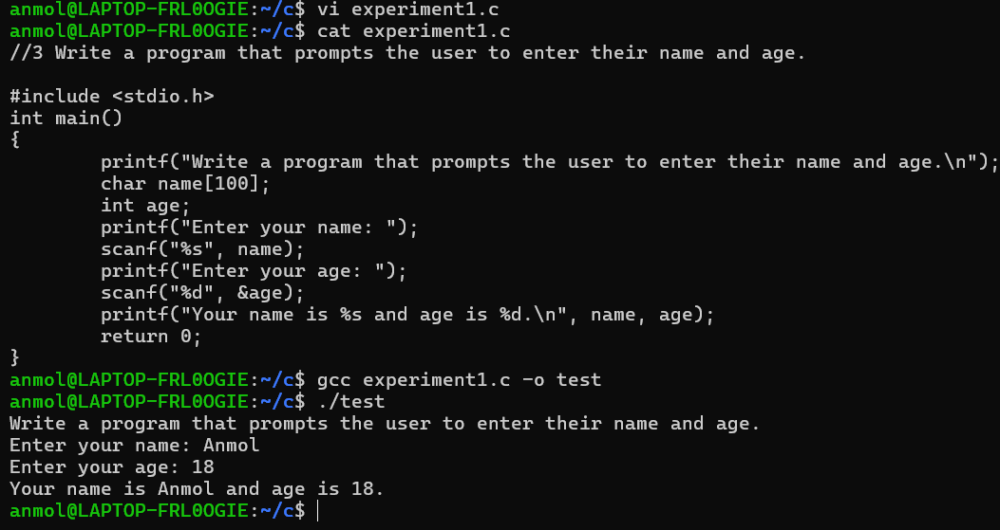 anmol@LAPTOP-FRL0OGIE:~/c$ vi experiment1.c
anmol@LAPTOP-FRL0OGIE:~/c$ cat experiment1.c
//3 Write a program that prompts the user to enter their name and age.

#include <stdio.h>
int main()
{
        printf("Write a program that prompts the user to enter their name and age.\n");
        char name[100];
        int age;
        printf("Enter your name: ");
        scanf("%s", name);
        printf("Enter your age: ");
        scanf("%d", &age);
        printf("Your name is %s and age is %d.\n", name, age);
        return 0;
}
anmol@LAPTOP-FRL0OGIE:~/c$ gcc experiment1.c -o test
anmol@LAPTOP-FRL0OGIE:~/c$ ./test
Write a program that prompts the user to enter their name and age.
Enter your name: Anmol
Enter your age: 18
Your name is Anmol and age is 18.
anmol@LAPTOP-FRL0OGIE:~/c$